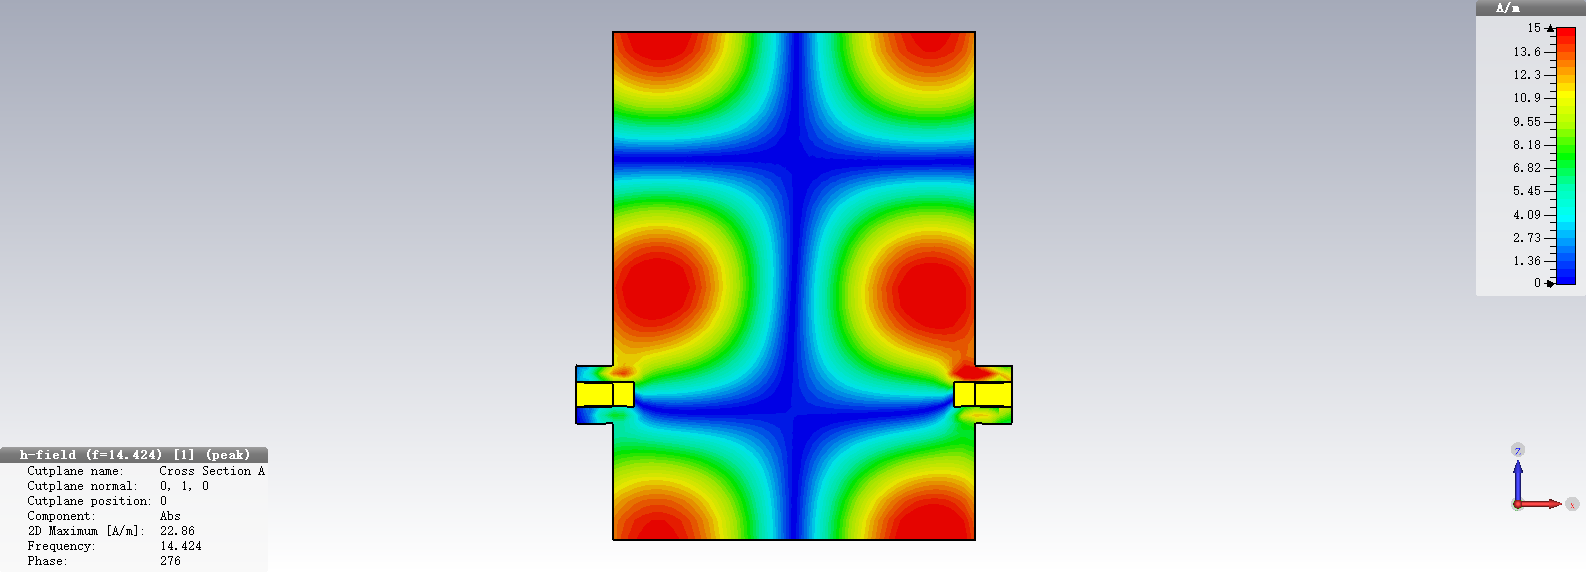 A/m
15
13.6
12.3
10.9
9.55
8.18
6.82
5.45
4.09
2.73
1.36
0
h-field (f=14.424) [1] (peak)
Cutplane name: Cross Section A
Cutplane normal: 0, 1, 0
Cutplane position: 0
Component: Abs
2D Maximum [A/m]: 22.86
Frequency: 14.424
Phase: 276
z
x